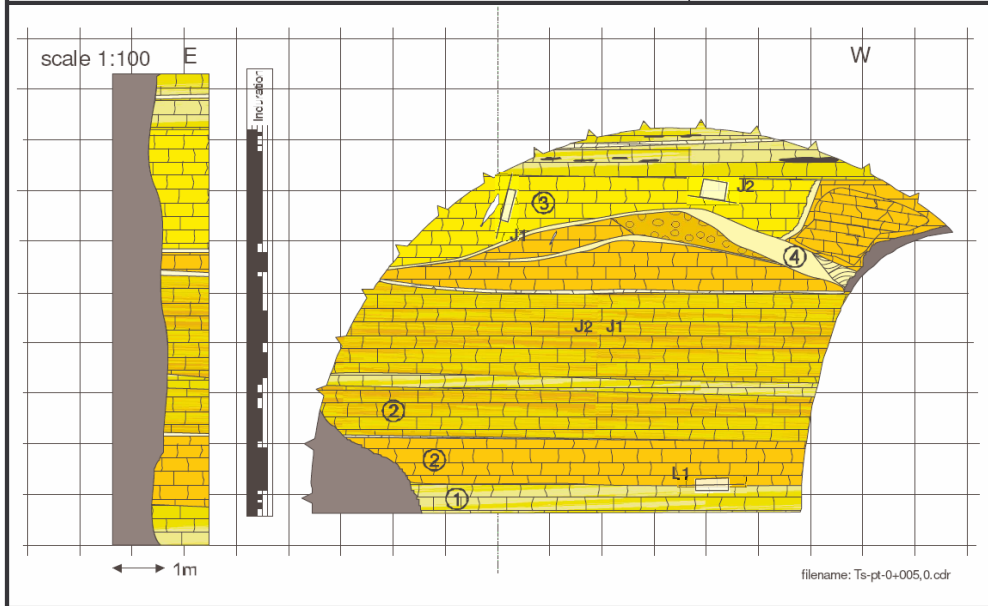 scale 1:100
E
W
Induration
J2
③
J1
④
J2 J1
②
②
L1
①
1m
filename: Ts-pt-0+005,0.cdr